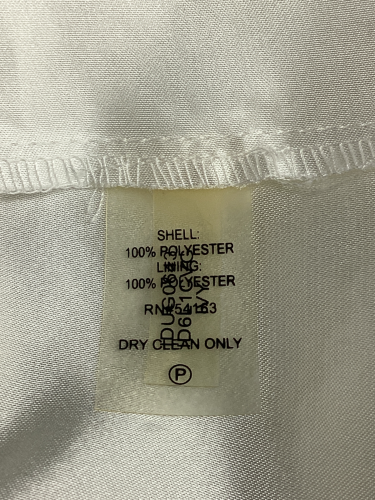 SHELL:
100% POLYESTER
LINING:
100% POLYESTER
RN#54163
DRY CLEAN ONLY
P